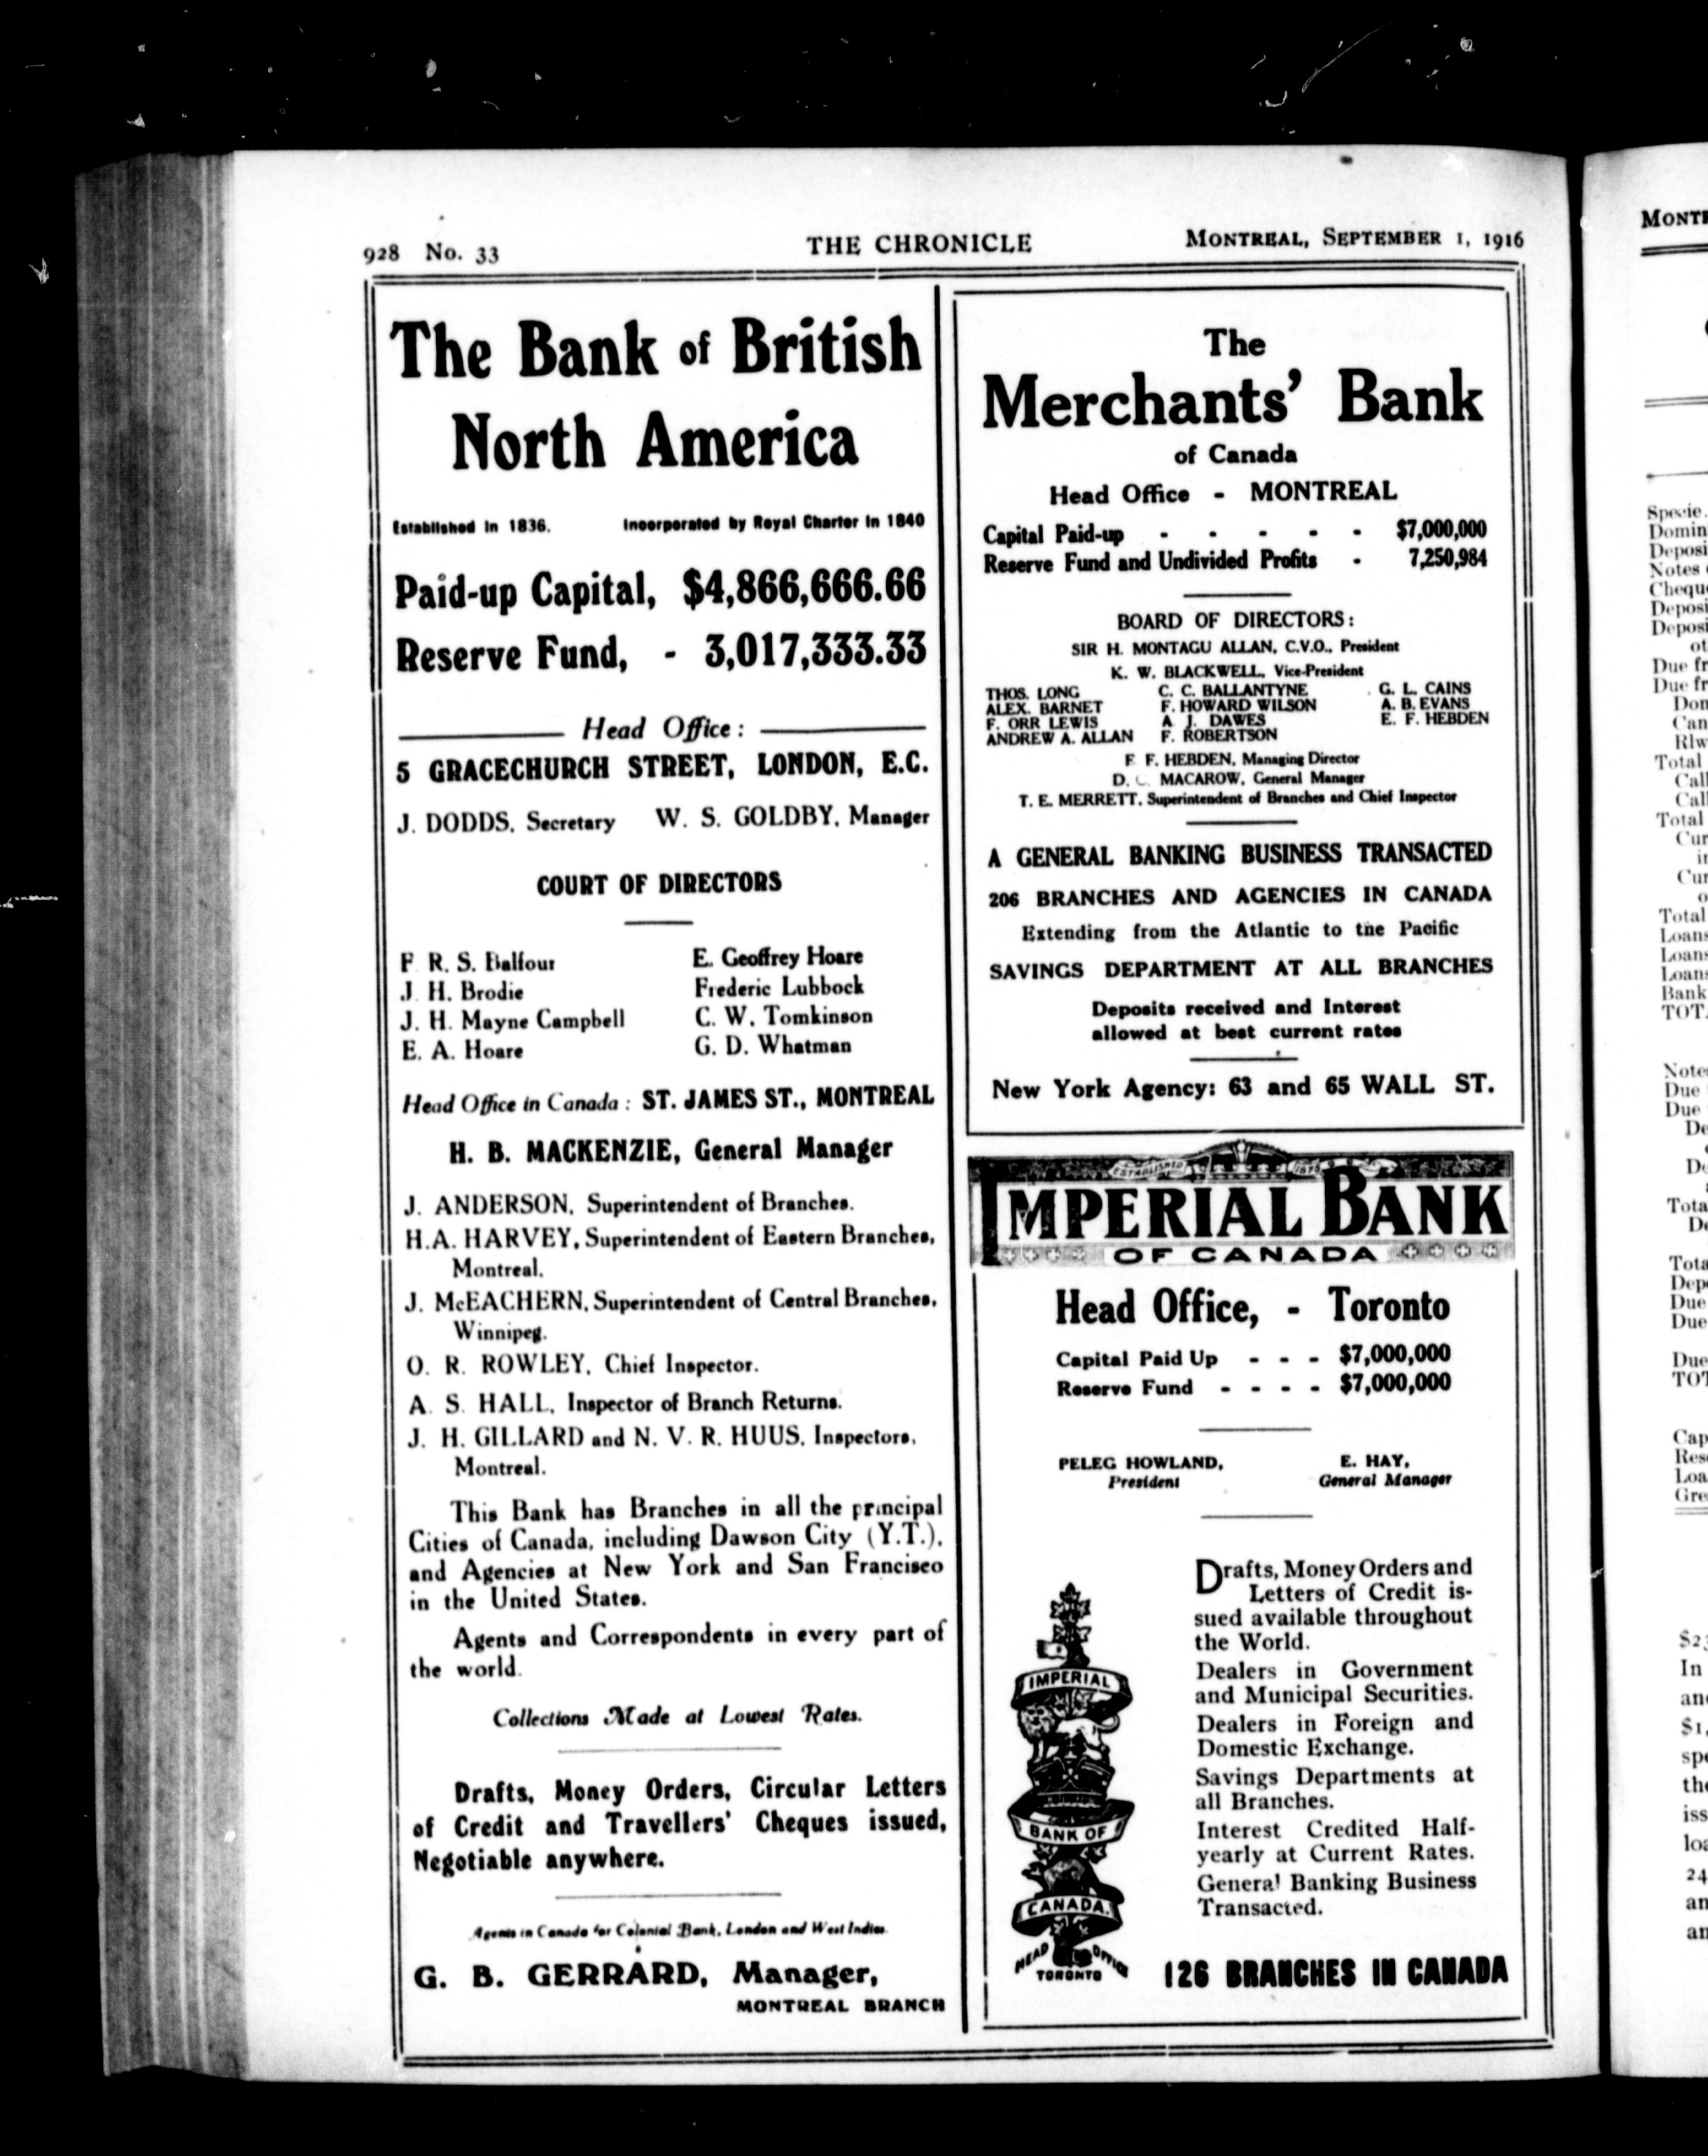 928 No. 33
THE CHRONICLE
MONTREAL, SEPTEMBER 1, 1916
The Bank of British
North America
Established in 1836.
Incorporated by Royal Charter in 1840
Paid-up Capital, $4,866,666.66
Reserve Fund, - 3,017,333.33
Head Office:
5 GRACECHURCH STREET, LONDON, E.C.
J. DODDS, Secretary W. S. GOLDBY, Manager
COURT OF DIRECTORS
F. R. S. Balfour E. Geoffrey Hoare
J. H. Brodie Frederic Lubbock
J. H. Mayne Campbell C. W. Tomkinson
E. A. Hoare G. D. Whatman
Head Office in Canada: ST. JAMES ST., MONTREAL
H. B. MACKENZIE, General Manager
J. ANDERSON, Superintendent of Branches.
H.A. HARVEY, Superintendent of Eastern Branches,
Montreal.
J. McEACHERN, Superintendent of Central Branches,
Winnipeg.
O. R. ROWLEY, Chief Inspector.
A. S. HALL, Inspector of Branch Returns.
J. H. GILLARD and N. V. R. HUUS, Inspectors,
Montreal.
This Bank has Branches in all the principal
Cities of Canada, including Dawson City (Y.T.),
and Agencies at New York and San Francisco
in the United States.
Agents and Correspondents in every part of
the world.
Collections Made at Lowest Rates.
Drafts, Money Orders, Circular Letters
of Credit and Travellers' Cheques issued,
Negotiable anywhere.
Agents in Canada for Colonial Bank, London and West Indies.
G. B. GERRARD, Manager,
MONTREAL BRANCH
The
Merchants' Bank
of Canada
Head Office - MONTREAL
Capital Paid-up - - - - - $7,000,000
Reserve Fund and Undivided Profits - 7,250,984
BOARD OF DIRECTORS:
SIR H. MONTAGU ALLAN, C.V.O., President
K. W. BLACKWELL, Vice-President
THOS. LONG C. C. BALLANTYNE G. L. CAINS
ALEX. BARNET F. HOWARD WILSON A. B. EVANS
F. ORR LEWIS A. J. DAWES E. F. HEBDEN
ANDREW A. ALLAN F. ROBERTSON
F. F. HEBDEN, Managing Director
D. C. MACAROW, General Manager
T. E. MERRETT, Superintendent of Branches and Chief Inspector
A GENERAL BANKING BUSINESS TRANSACTED
206 BRANCHES AND AGENCIES IN CANADA
Extending from the Atlantic to the Pacific
SAVINGS DEPARTMENT AT ALL BRANCHES
Deposits received and Interest
allowed at best current rates
New York Agency: 63 and 65 WALL ST.
ESTABLISHED 1875
IMPERIAL BANK
OF CANADA
Head Office, - Toronto
Capital Paid Up - - - $7,000,000
Reserve Fund - - - - $7,000,000
PELEG HOWLAND, E. HAY,
President General Manager
Drafts, Money Orders and
Letters of Credit is-
sued available throughout
the World.
Dealers in Government
and Municipal Securities.
Dealers in Foreign and
Domestic Exchange.
Savings Departments at
all Branches.
Interest Credited Half-
yearly at Current Rates.
General Banking Business
Transacted.
IMPERIAL
BANK OF
CANADA.
HEAD OFFICE
TORONTO
126 BRANCHES IN CANADA